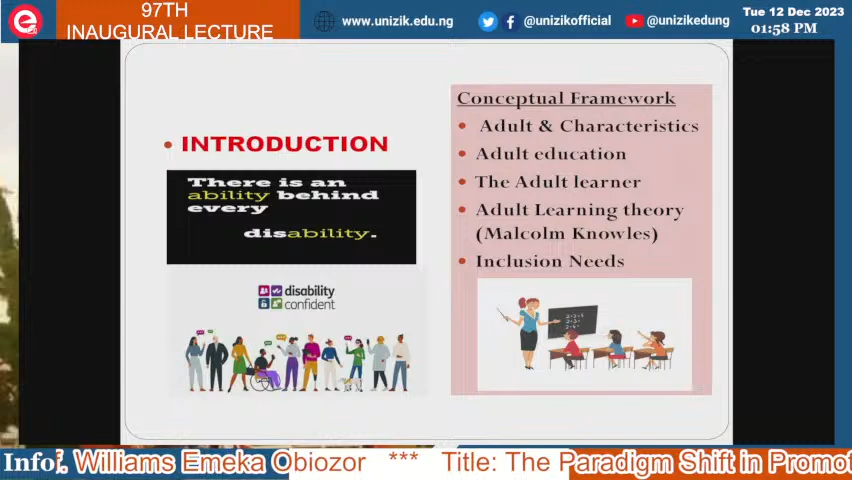 97TH
INAUGURAL LECTURE
www.unizik.edu.ng
@unizikofficial
@unizikedung
Tue 12 Dec 2023
01:58 PM
• INTRODUCTION
There is an
ability behind
every
disability.
disability
confident
Conceptual Framework
• Adult & Characteristics
• Adult education
• The Adult learner
• Adult Learning theory
(Malcolm Knowles)
• Inclusion Needs
Info
. Williams Emeka Obiozor *** Title: The Paradigm Shift in Promot